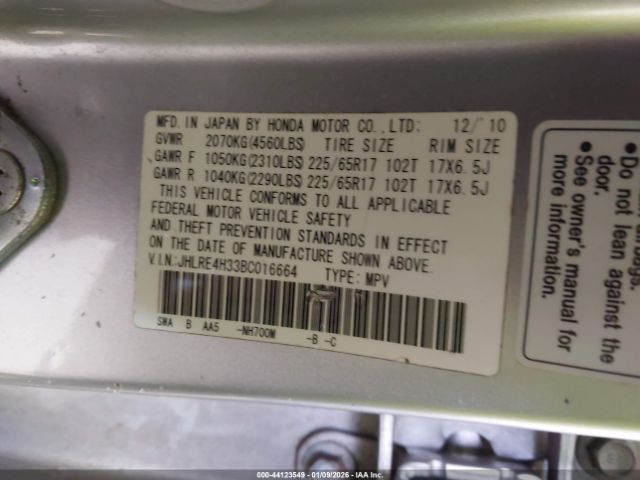 MFD. IN JAPAN BY HONDA MOTOR CO., LTD: 12/ 10
GVWR 2070KG(4560LBS) TIRE SIZE RIM SIZE
GAWR F 1050KG(2310LBS) 225/65R17 102T 17X6.5J
GAWR R 1040KG(2290LBS) 225/65R17 102T 17X6.5J
THIS VEHICLE CONFORMS TO ALL APPLICABLE
FEDERAL MOTOR VEHICLE SAFETY
AND THEFT PREVENTION STANDARDS IN EFFECT
ON THE DATE OF MANUFACTURE SHOWN ABOVE.
V.I.N:JHLRE4H33BC016664 TYPE: MPV
SWA B AA5 -NH700M -B -C
door.
● Do not lean against the
● See owner's manual for
more information.
000-44123549 - 01/09/2026 - IAA Inc.